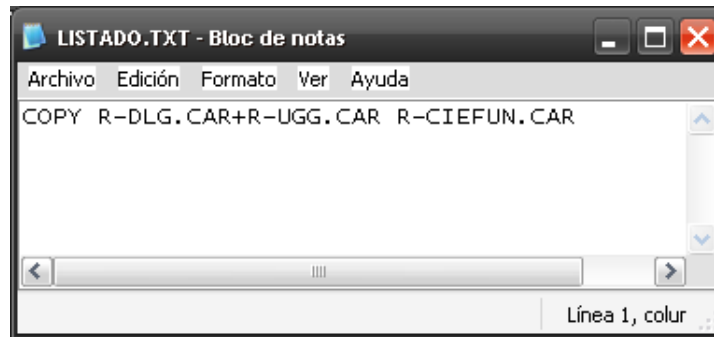 LISTADO.TXT - Bloc de notas
Archivo Edición Formato Ver Ayuda
COPY R-DLG.CAR+R-UGG.CAR R-CIEFUN.CAR
Línea 1, colur